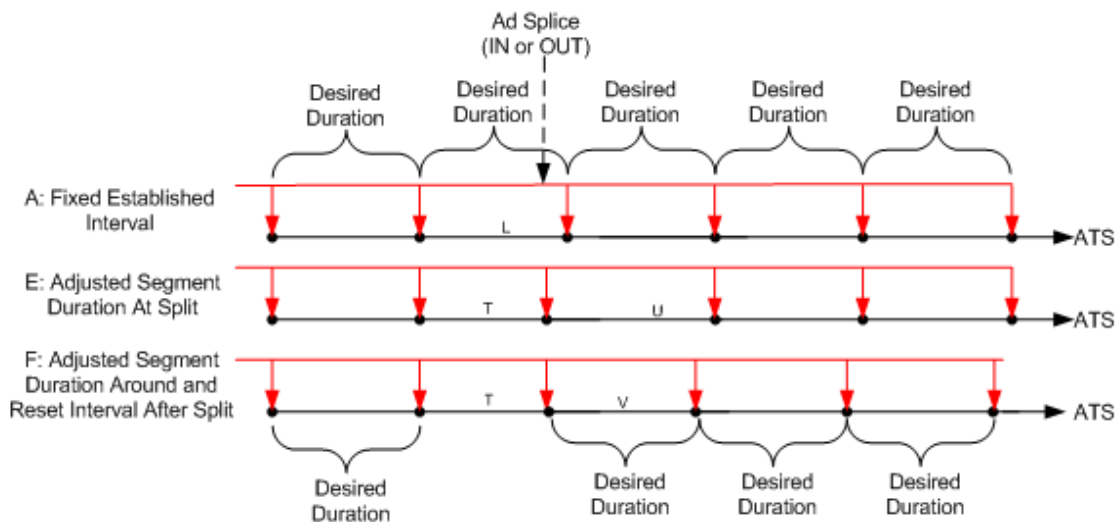 Ad Splice
(IN or OUT)
Desired
Duration
Desired
Duration
Desired
Duration
Desired
Duration
Desired
Duration
A: Fixed Established
Interval
L
ATS
E: Adjusted Segment
Duration At Split
T
U
ATS
F: Adjusted Segment
Duration Around and
Reset Interval After Split
T
V
ATS
Desired
Duration
Desired
Duration
Desired
Duration
Desired
Duration